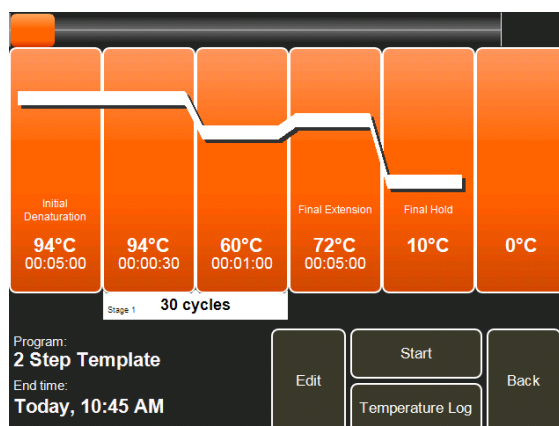 Initial
Denaturation
Final Extension
Final Hold
94°C
94°C
60°C
72°C
10°C
0°C
00:05:00
00:00:30
00:01:00
00:05:00
Stage 1
30 cycles
Program:
2 Step Template
End time:
Today, 10:45 AM
Edit
Start
Temperature Log
Back